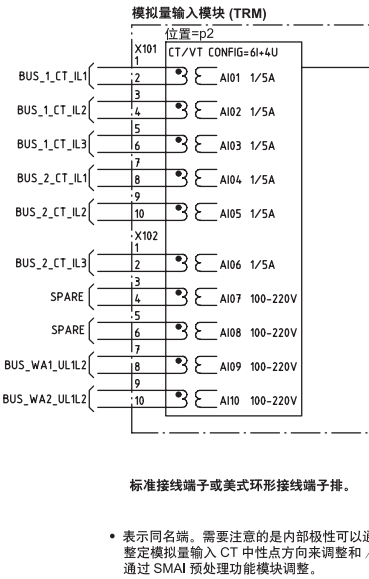 模拟量输入模块 (TRM)
位置=p2
X101 CT/VT CONFIG=6I+4U
1
BUS_1_CT_IL1 2 AI01 1/5A
3
BUS_1_CT_IL2 4 AI02 1/5A
5
BUS_1_CT_IL3 6 AI03 1/5A
7
BUS_2_CT_IL1 8 AI04 1/5A
9
BUS_2_CT_IL2 10 AI05 1/5A
X102
1
BUS_2_CT_IL3 2 AI06 1/5A
3
SPARE 4 AI07 100-220V
5
SPARE 6 AI08 100-220V
7
BUS_WA1_UL1L2 8 AI09 100-220V
9
BUS_WA2_UL1L2 10 AI10 100-220V
标准接线端子或美式环形接线端子排。
• 表示同名端。需要注意的是内部极性可以通
整定模拟量输入 CT 中性点方向来调整和 /
通过 SMAI 预处理功能模块调整。